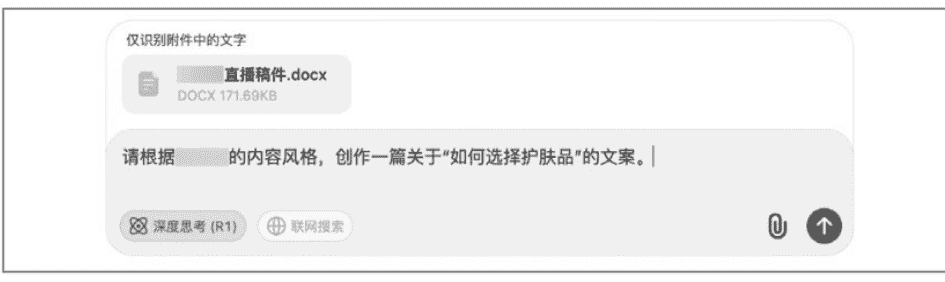 仅识别附件中的文字
直播稿件.docx
DOCX 171.69KB
请根据 的内容风格，创作一篇关于“如何选择护肤品”的文案。
深度思考 (R1) 联网搜索